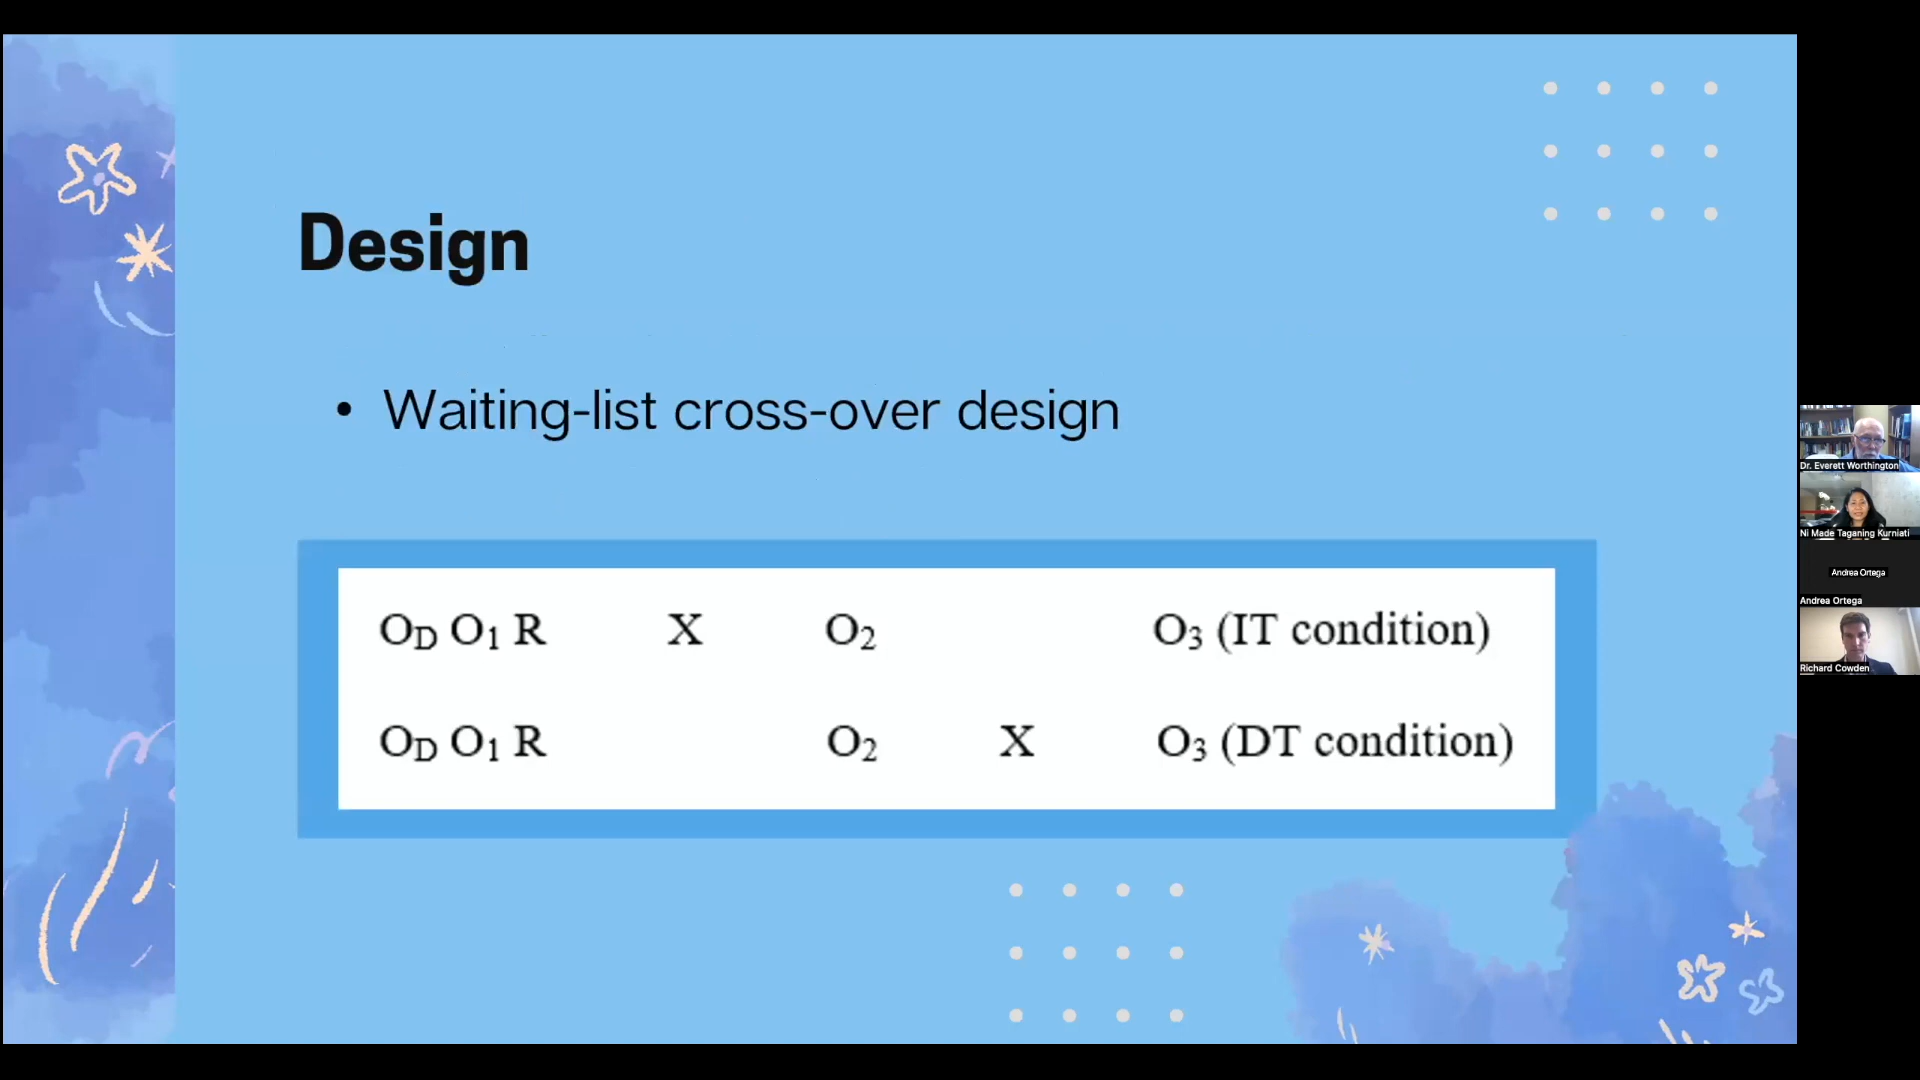 Design
• Waiting-list cross-over design
O_D O_1 R X O_2 O_3 (IT condition)
O_D O_1 R O_2 X O_3 (DT condition)
Dr. Everett Worthington
Ni Made Taganing Kurniati
Andrea Ortega
Andrea Ortega
Richard Cowden